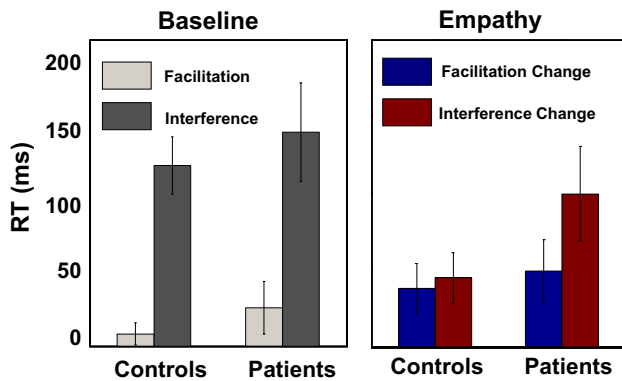 Baseline
Empathy
RT (ms)
200
150
100
50
0
Facilitation
Interference
Facilitation Change
Interference Change
Controls
Patients
Controls
Patients